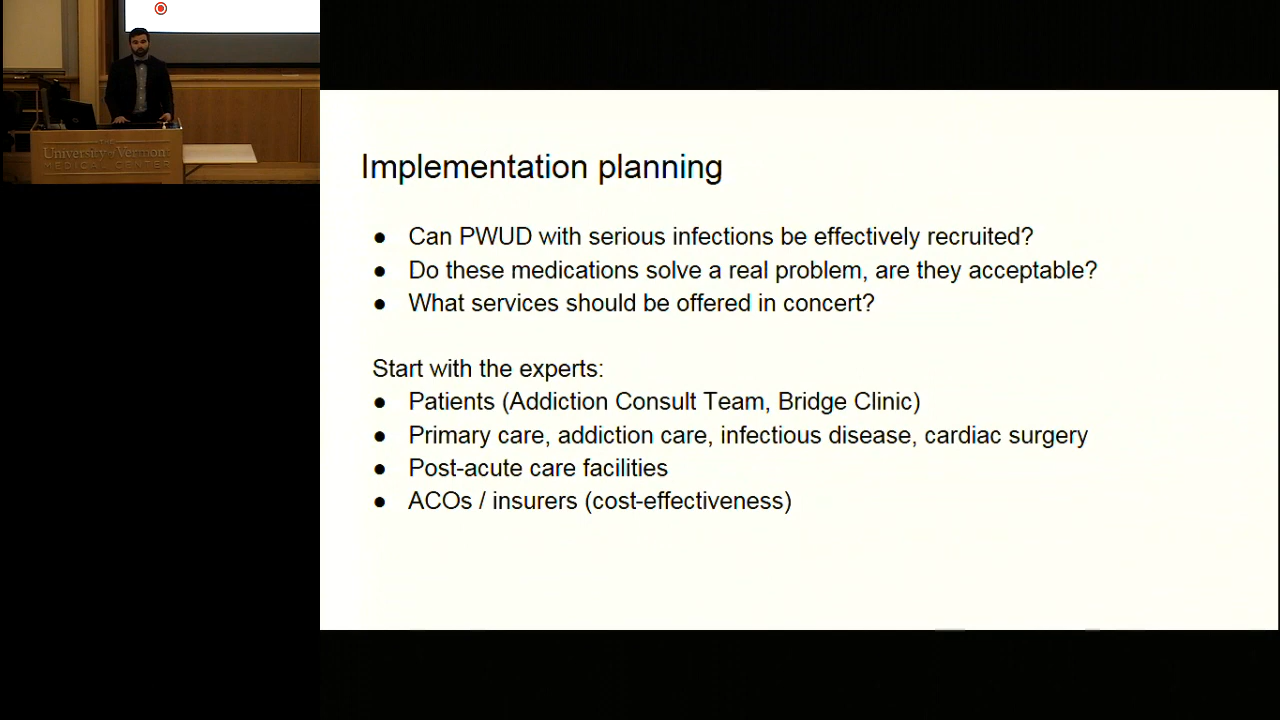 THE
University of Vermont
MEDICAL CENTER
Implementation planning
● Can PWUD with serious infections be effectively recruited?
● Do these medications solve a real problem, are they acceptable?
● What services should be offered in concert?
Start with the experts:
● Patients (Addiction Consult Team, Bridge Clinic)
● Primary care, addiction care, infectious disease, cardiac surgery
● Post-acute care facilities
● ACOs / insurers (cost-effectiveness)